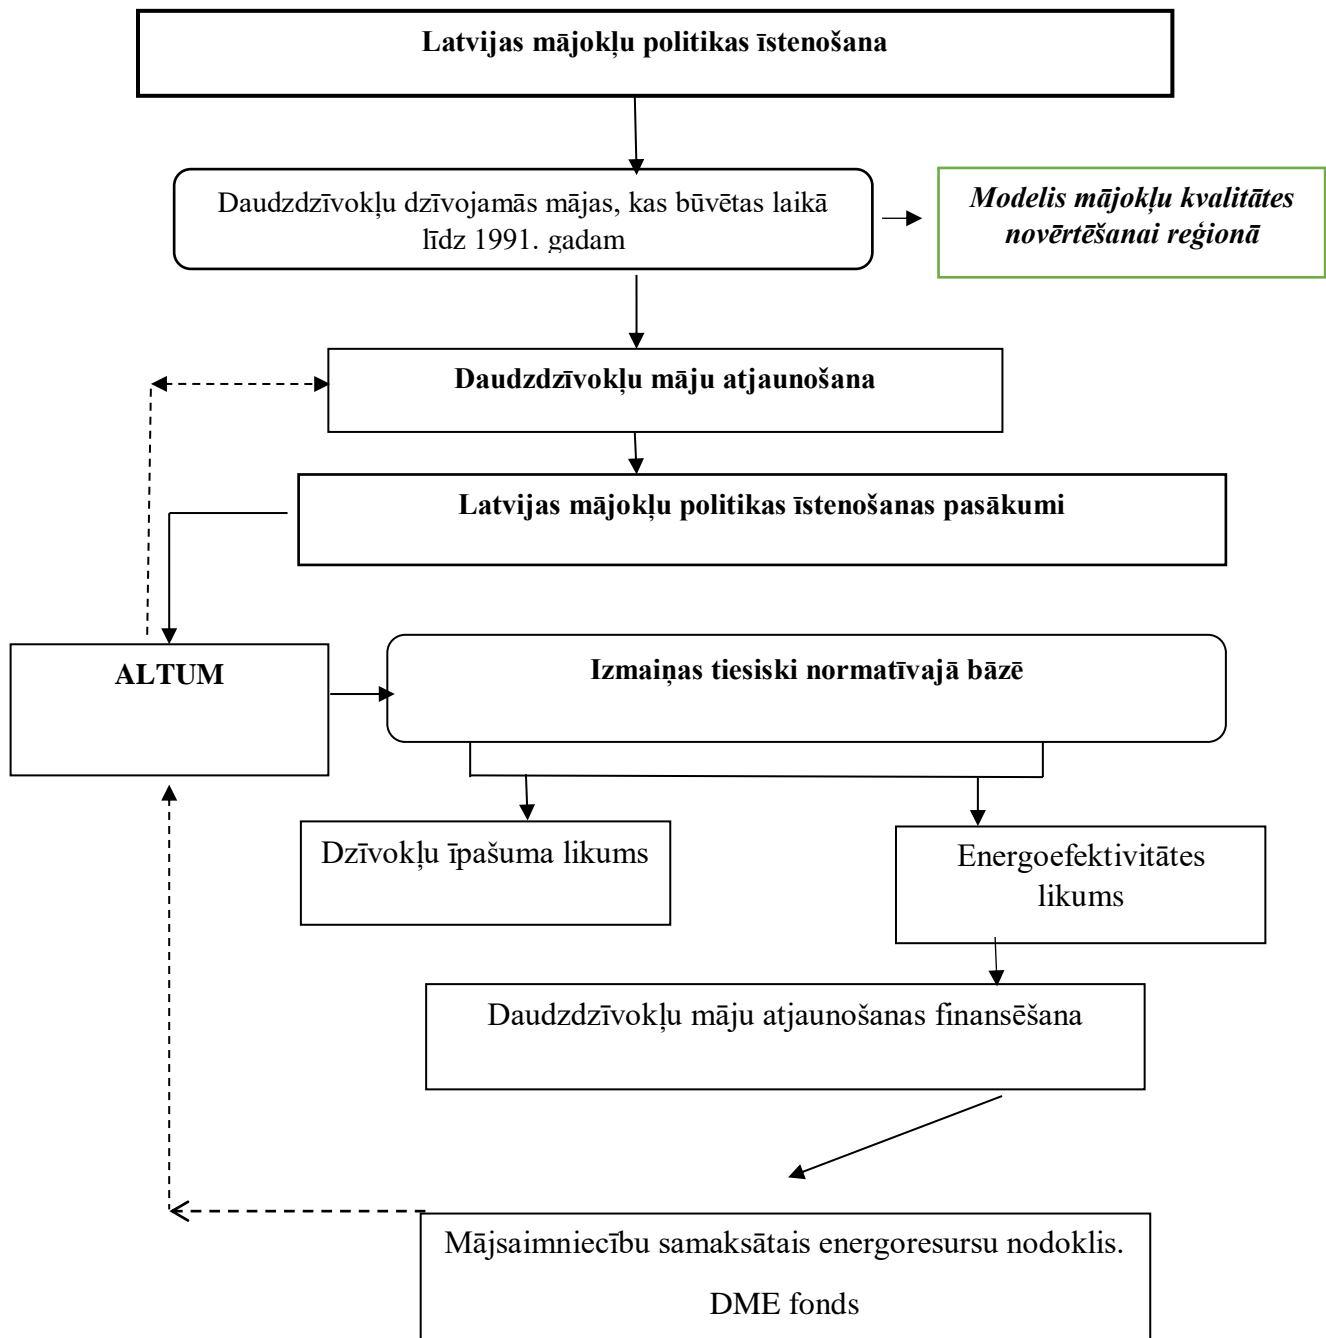 Latvijas mājokļu politikas īstenošana
Daudzdzīvokļu dzīvojamās mājas, kas būvētas laikā
līdz 1991. gadam
Modelis mājokļu kvalitātes
novērtēšanai reģionā
Daudzdzīvokļu māju atjaunošana
Latvijas mājokļu politikas īstenošanas pasākumi
ALTUM
Izmaiņas tiesiski normatīvajā bāzē
Dzīvokļu īpašuma likums
Energoefektivitātes
likums
Daudzdzīvokļu māju atjaunošanas finansēšana
Mājsaimniecību samaksātais energoresursu nodoklis.
DME fonds